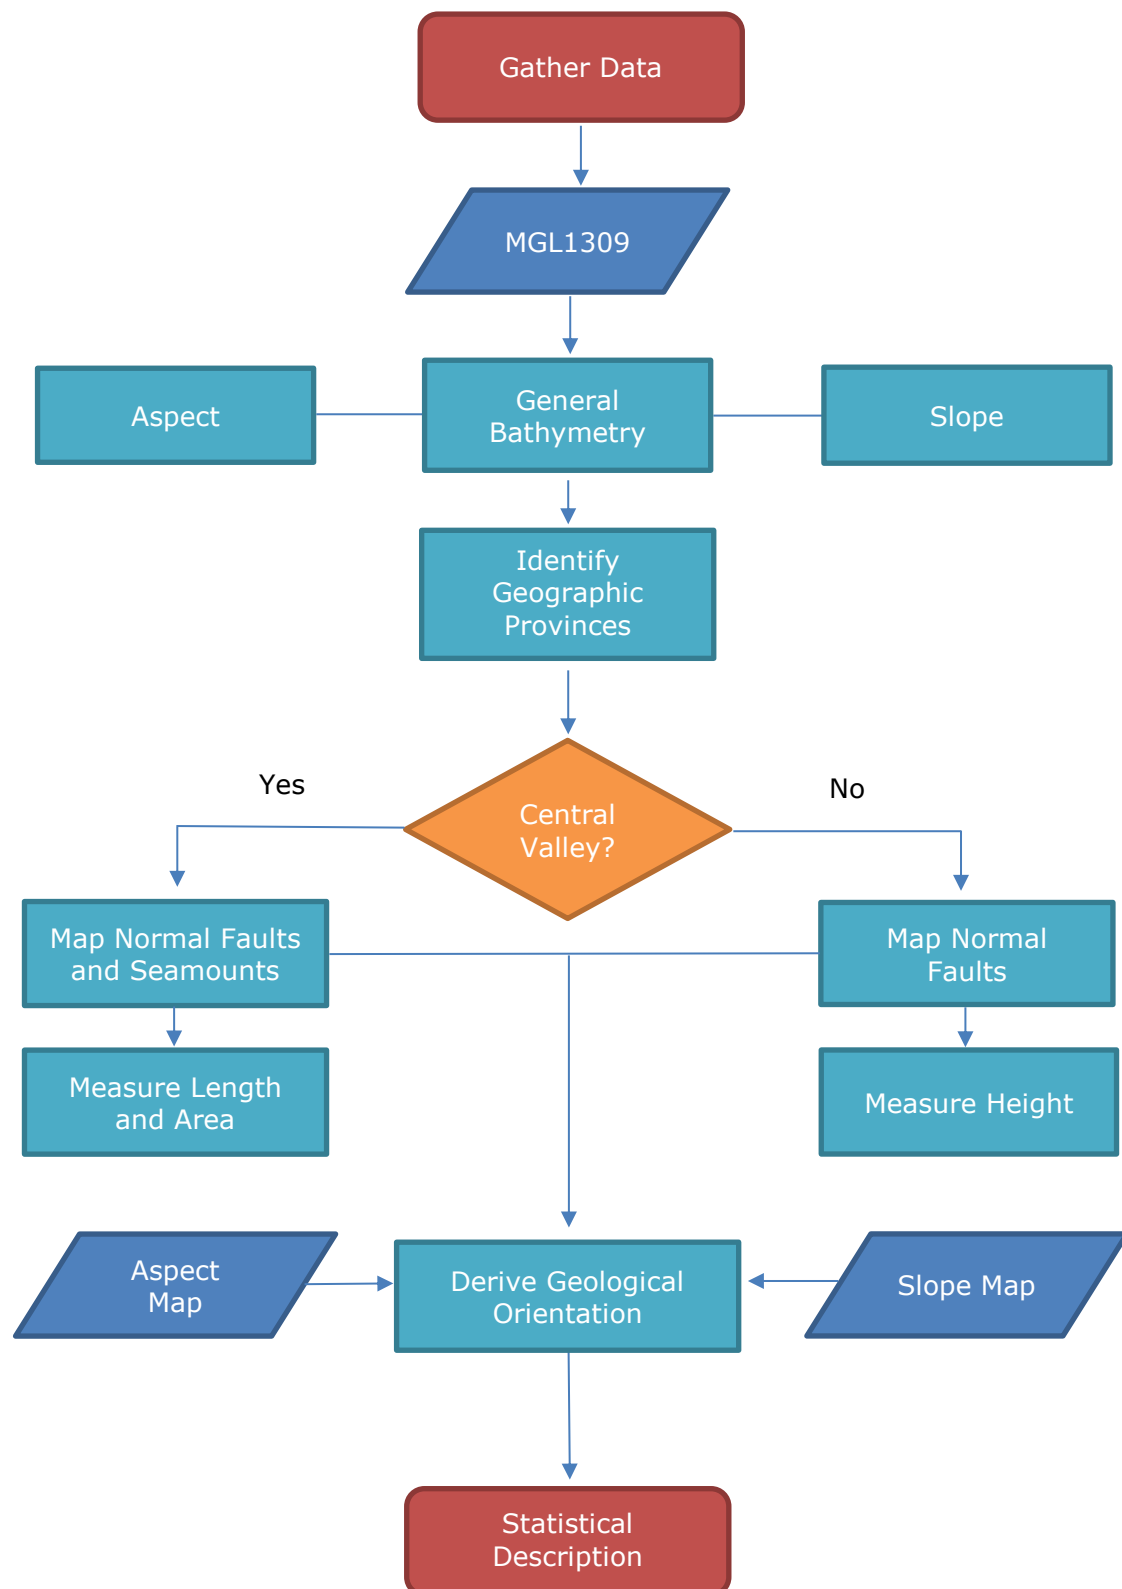 Gather Data
MGL1309
Aspect
General
Bathymetry
Slope
Identify
Geographic
Provinces
Yes
No
Central
Valley?
Map Normal Faults
and Seamounts
Map Normal
Faults
Measure Length
and Area
Measure Height
Aspect
Map
Derive Geological
Orientation
Slope Map
Statistical
Description